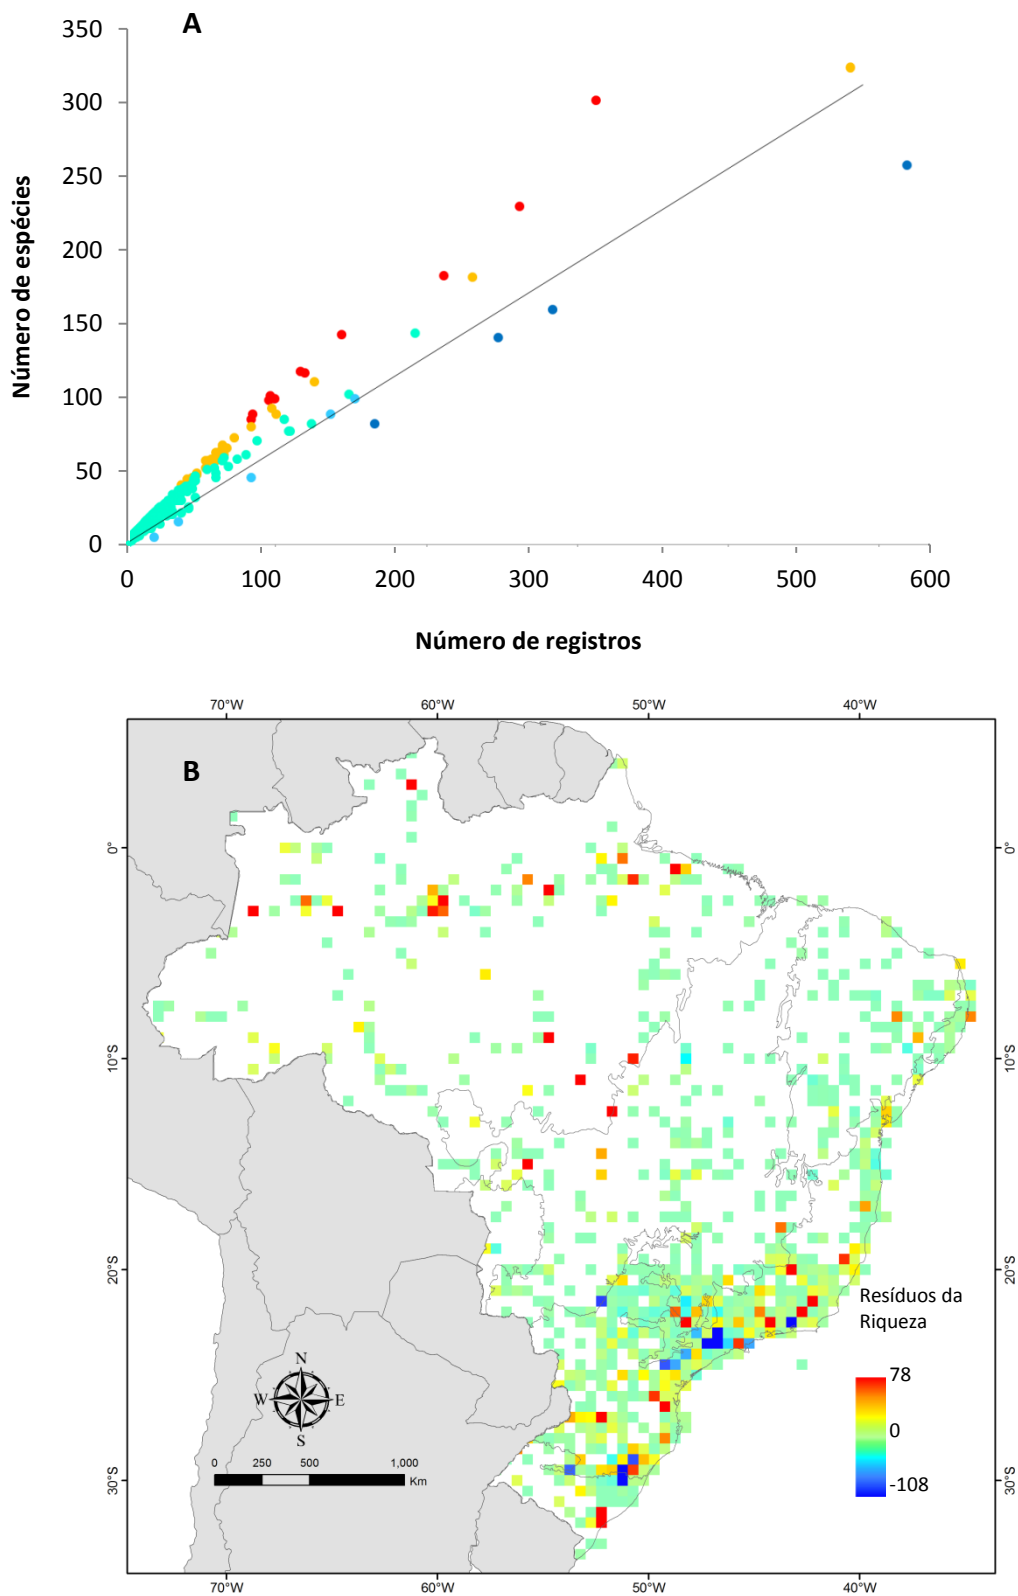 A
350
300
250
200
150
100
50
0
Número de espécies
0 100 200 300 400 500 600
Número de registros
70°W 60°W 50°W 40°W
B
0° 0°
10°S 10°S
20°S 20°S
30°S 30°S
Resíduos da
Riqueza
78
0
-108
N
W E
S
0 250 500 1,000
Km
70°W 60°W 50°W 40°W